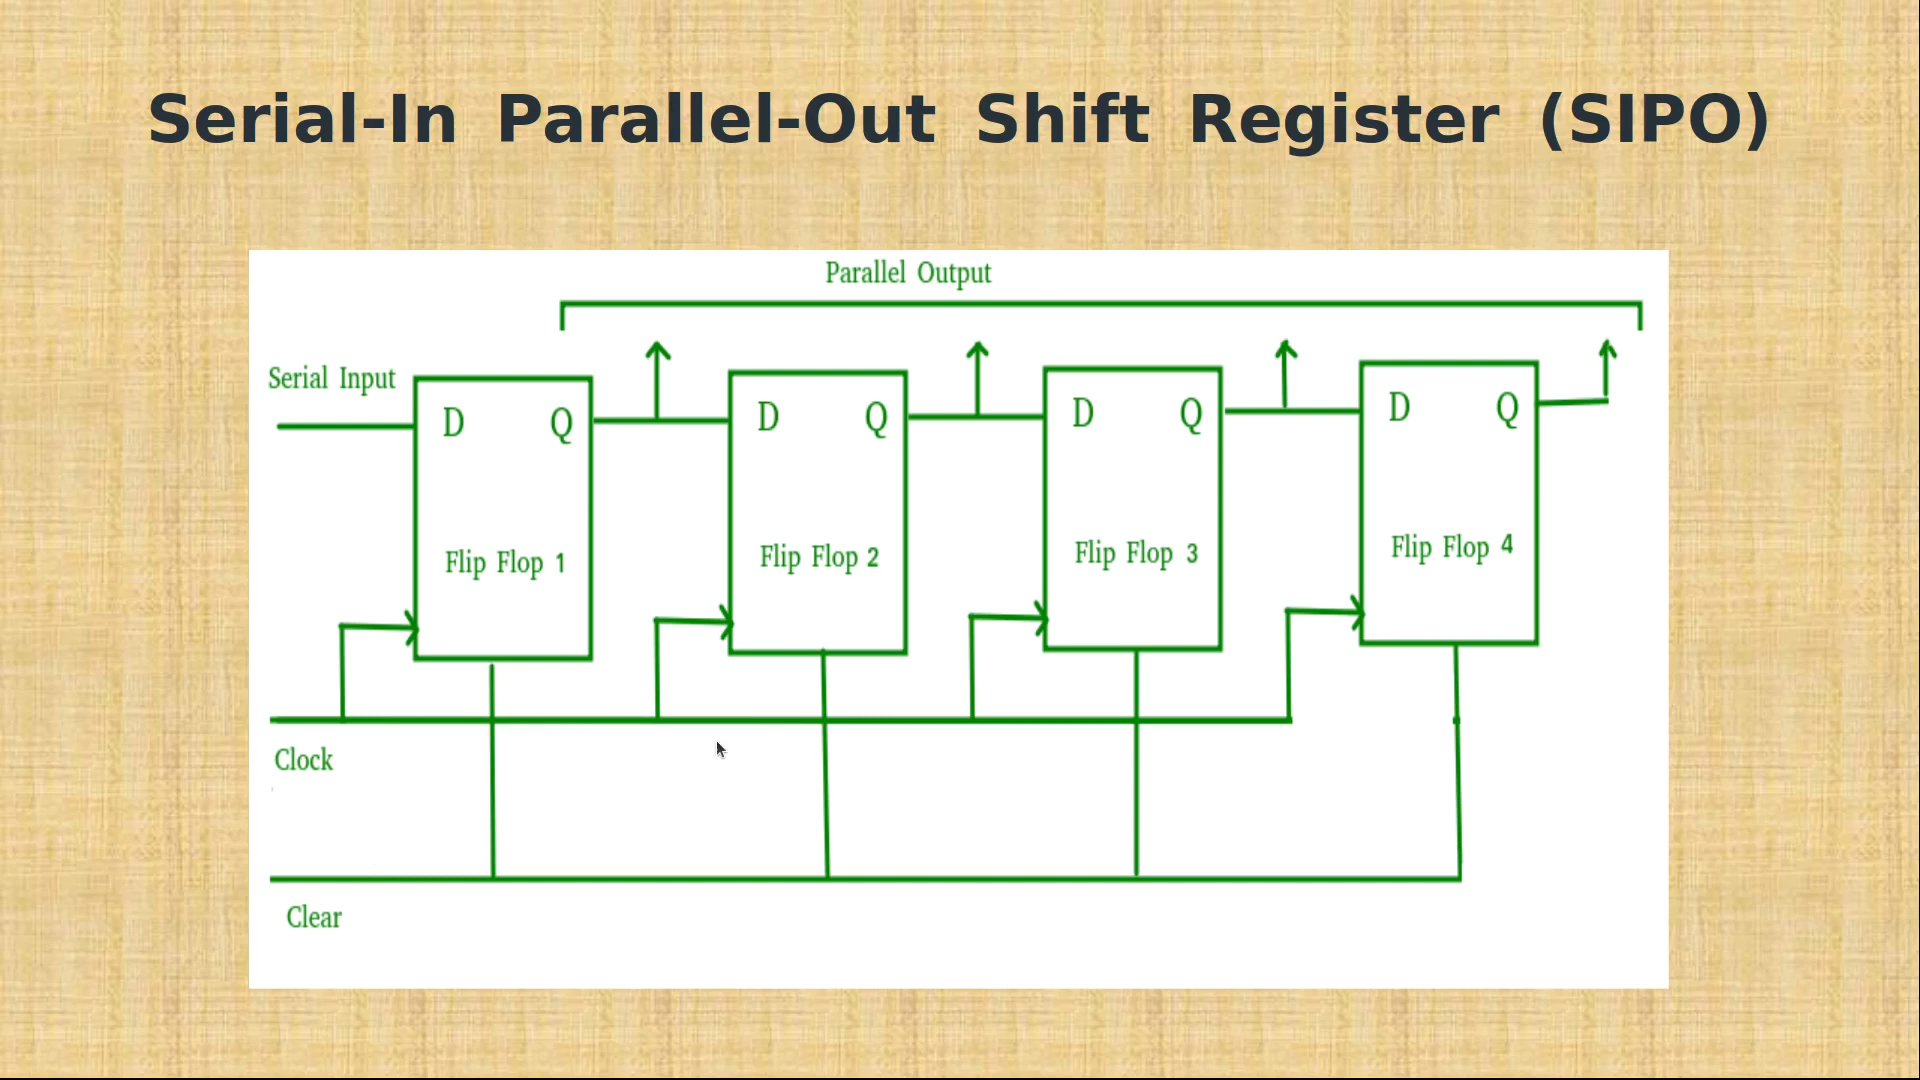 Serial-In Parallel-Out Shift Register (SIPO)
Parallel Output
Serial Input
D Q D Q D Q D Q
Flip Flop 1 Flip Flop 2 Flip Flop 3 Flip Flop 4
Clock
Clear